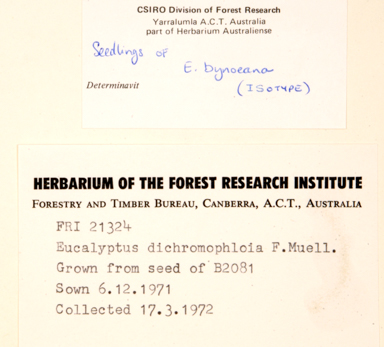 CSIRO Division of Forest Research
Yarralumla A.C.T. Australia
part of Herbarium Australiense
Seedlings of
E. bynoeana
Determinavit
(ISOTYPE)
HERBARIUM OF THE FOREST RESEARCH INSTITUTE
FORESTRY AND TIMBER BUREAU, CANBERRA, A.C.T., AUSTRALIA
FRI 21324
Eucalyptus dichromophloia F.Muell.
Grown from seed of B2081
Sown 6.12.1971
Collected 17.3.1972